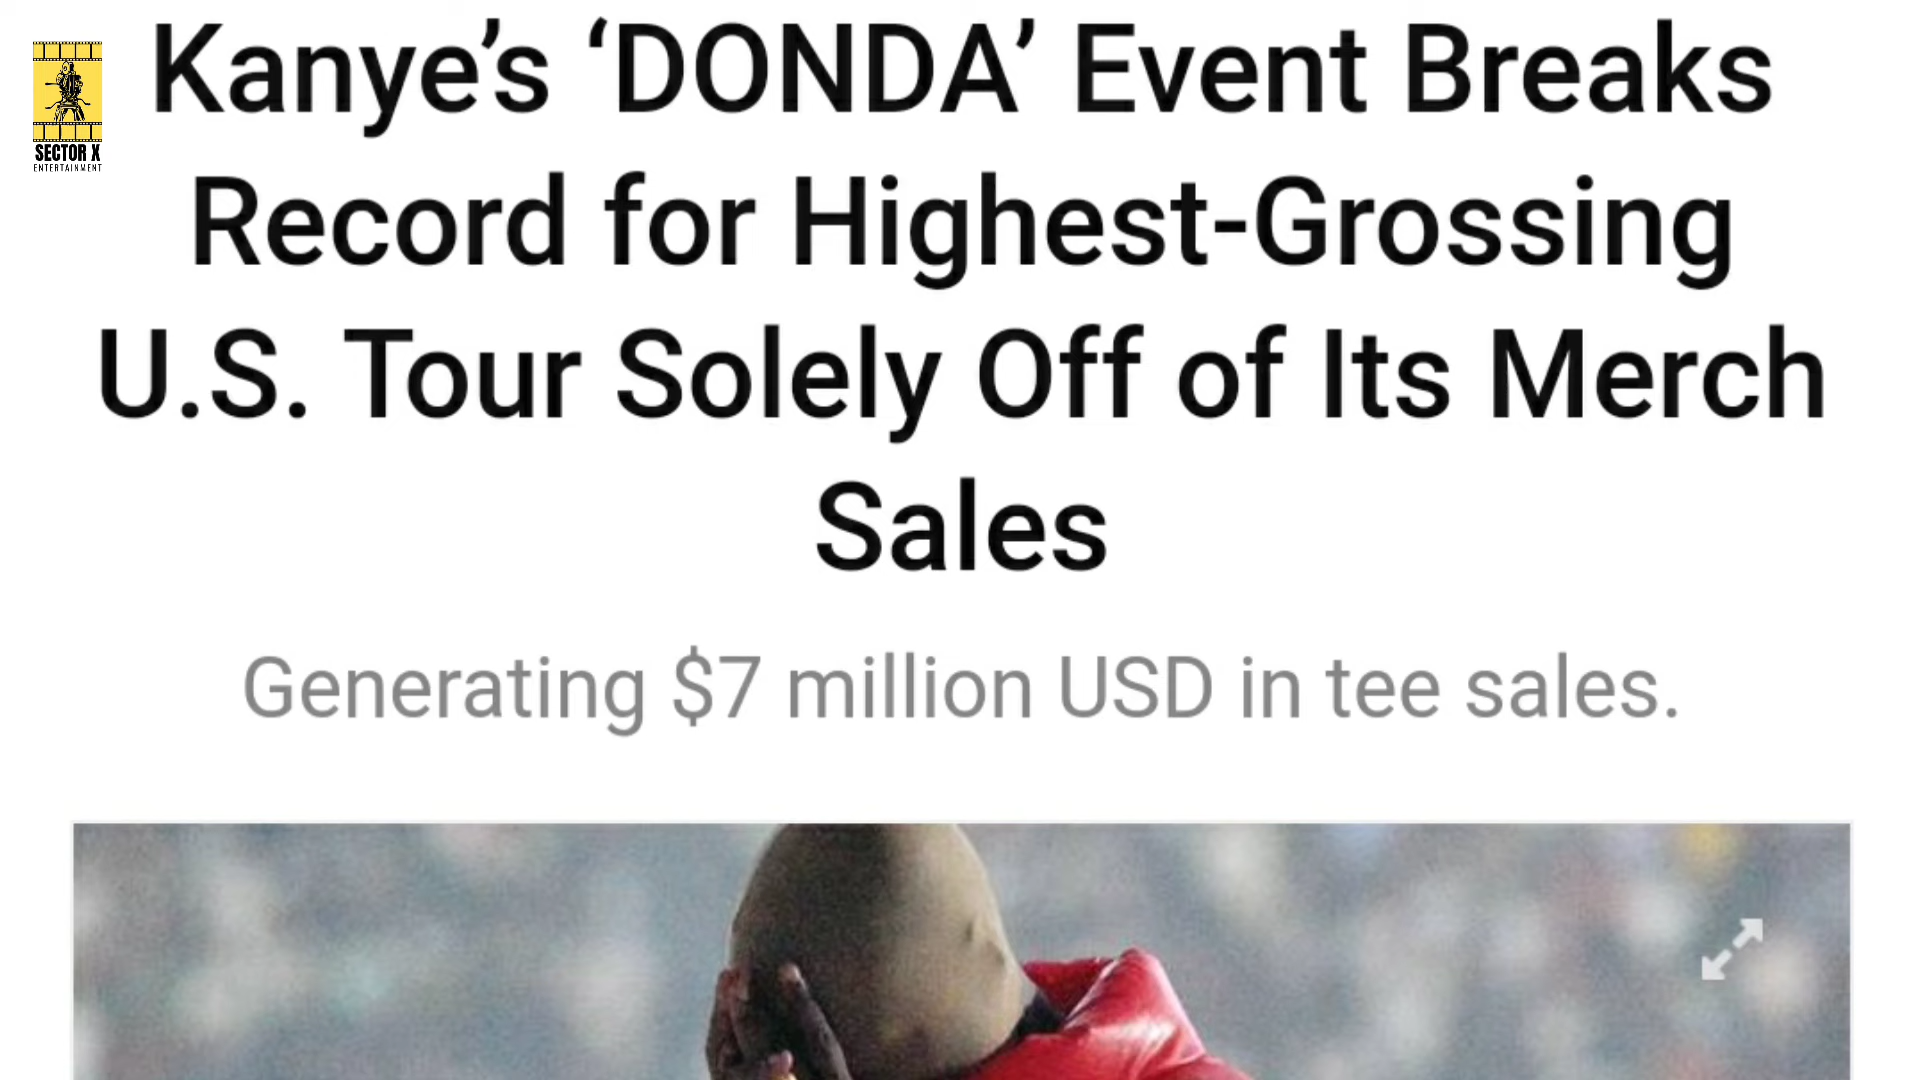 Kanye’s ‘DONDA’ Event Breaks
Record for Highest-Grossing
U.S. Tour Solely Off of Its Merch
Sales
Generating $7 million USD in tee sales.
SECTOR X
ENTERTAINMENT